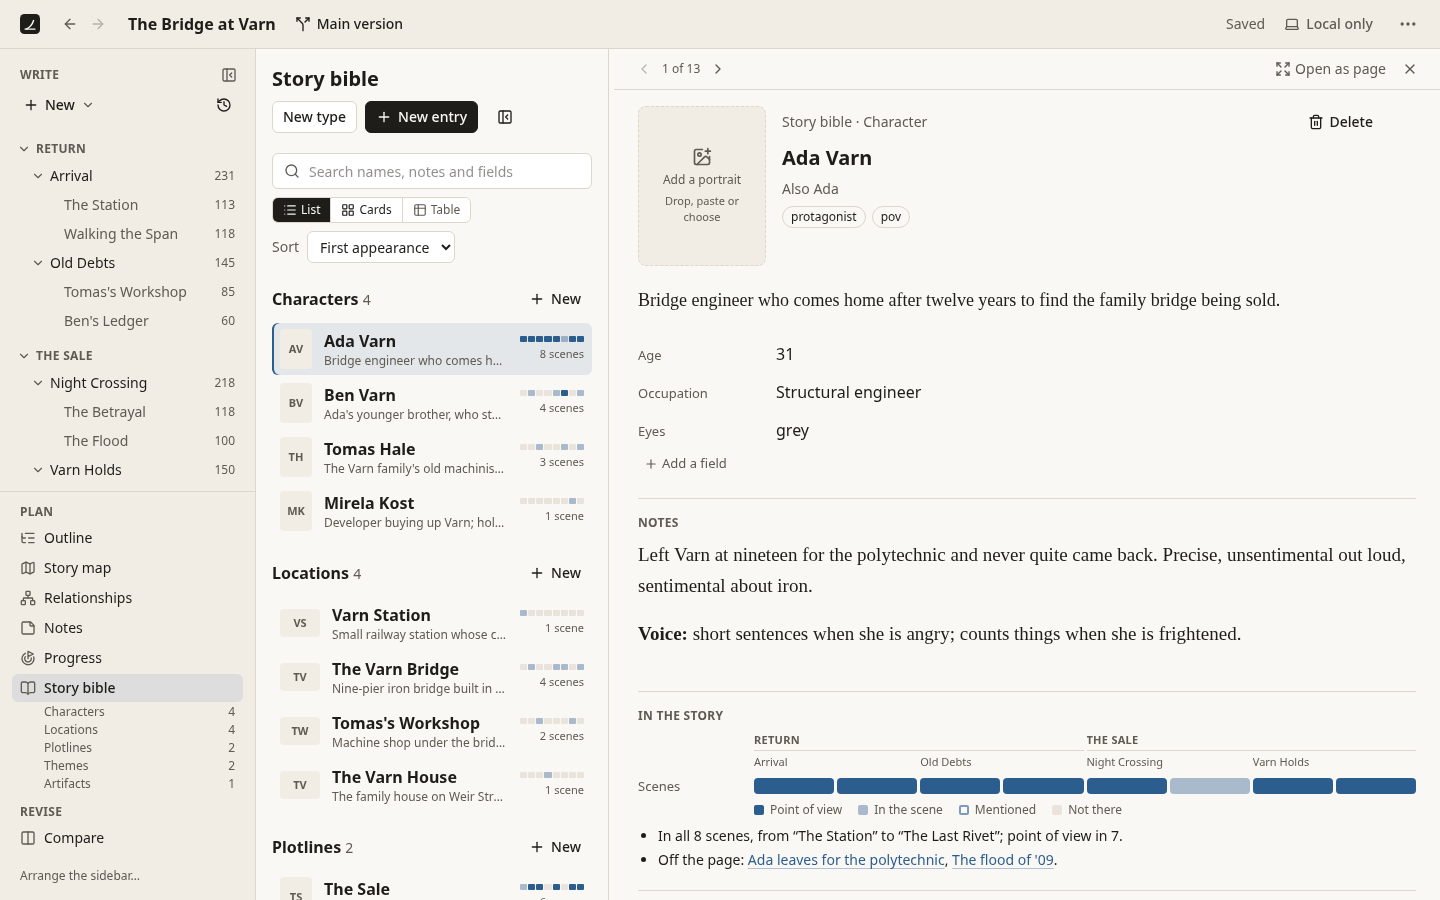 The Bridge at Varn
Main version
Saved
Local only
WRITE
New
RETURN
Arrival 231
The Station 113
Walking the Span 118
Old Debts 145
Tomas's Workshop 85
Ben's Ledger 60
THE SALE
Night Crossing 218
The Betrayal 118
The Flood 100
Varn Holds 150
PLAN
Outline
Story map
Relationships
Notes
Progress
Story bible
Characters 4
Locations 4
Plotlines 2
Themes 2
Artifacts 1
REVISE
Compare
Arrange the sidebar...
Story bible
New type
New entry
Search names, notes and fields
List
Cards
Table
Sort
First appearance
Characters 4
New
AV
Ada Varn
Bridge engineer who comes h...
8 scenes
BV
Ben Varn
Ada's younger brother, who st...
4 scenes
TH
Tomas Hale
The Varn family's old machinis...
3 scenes
MK
Mirela Kost
Developer buying up Varn; hol...
1 scene
Locations 4
New
VS
Varn Station
Small railway station whose c...
1 scene
TV
The Varn Bridge
Nine-pier iron bridge built in ...
4 scenes
TW
Tomas's Workshop
Machine shop under the brid...
2 scenes
TV
The Varn House
The family house on Weir Str...
1 scene
Plotlines 2
New
TS
The Sale
1 of 13
Open as page
Add a portrait
Drop, paste or
choose
Story bible · Character
Delete
Ada Varn
Also Ada
protagonist
pov
Bridge engineer who comes home after twelve years to find the family bridge being sold.
Age 31
Occupation Structural engineer
Eyes grey
Add a field
NOTES
Left Varn at nineteen for the polytechnic and never quite came back. Precise, unsentimental out loud,
sentimental about iron.
Voice: short sentences when she is angry; counts things when she is frightened.
IN THE STORY
RETURN THE SALE
Arrival Old Debts Night Crossing Varn Holds
Scenes
Point of view In the scene Mentioned Not there
In all 8 scenes, from “The Station” to “The Last Rivet”; point of view in 7.
Off the page: Ada leaves for the polytechnic, The flood of '09.